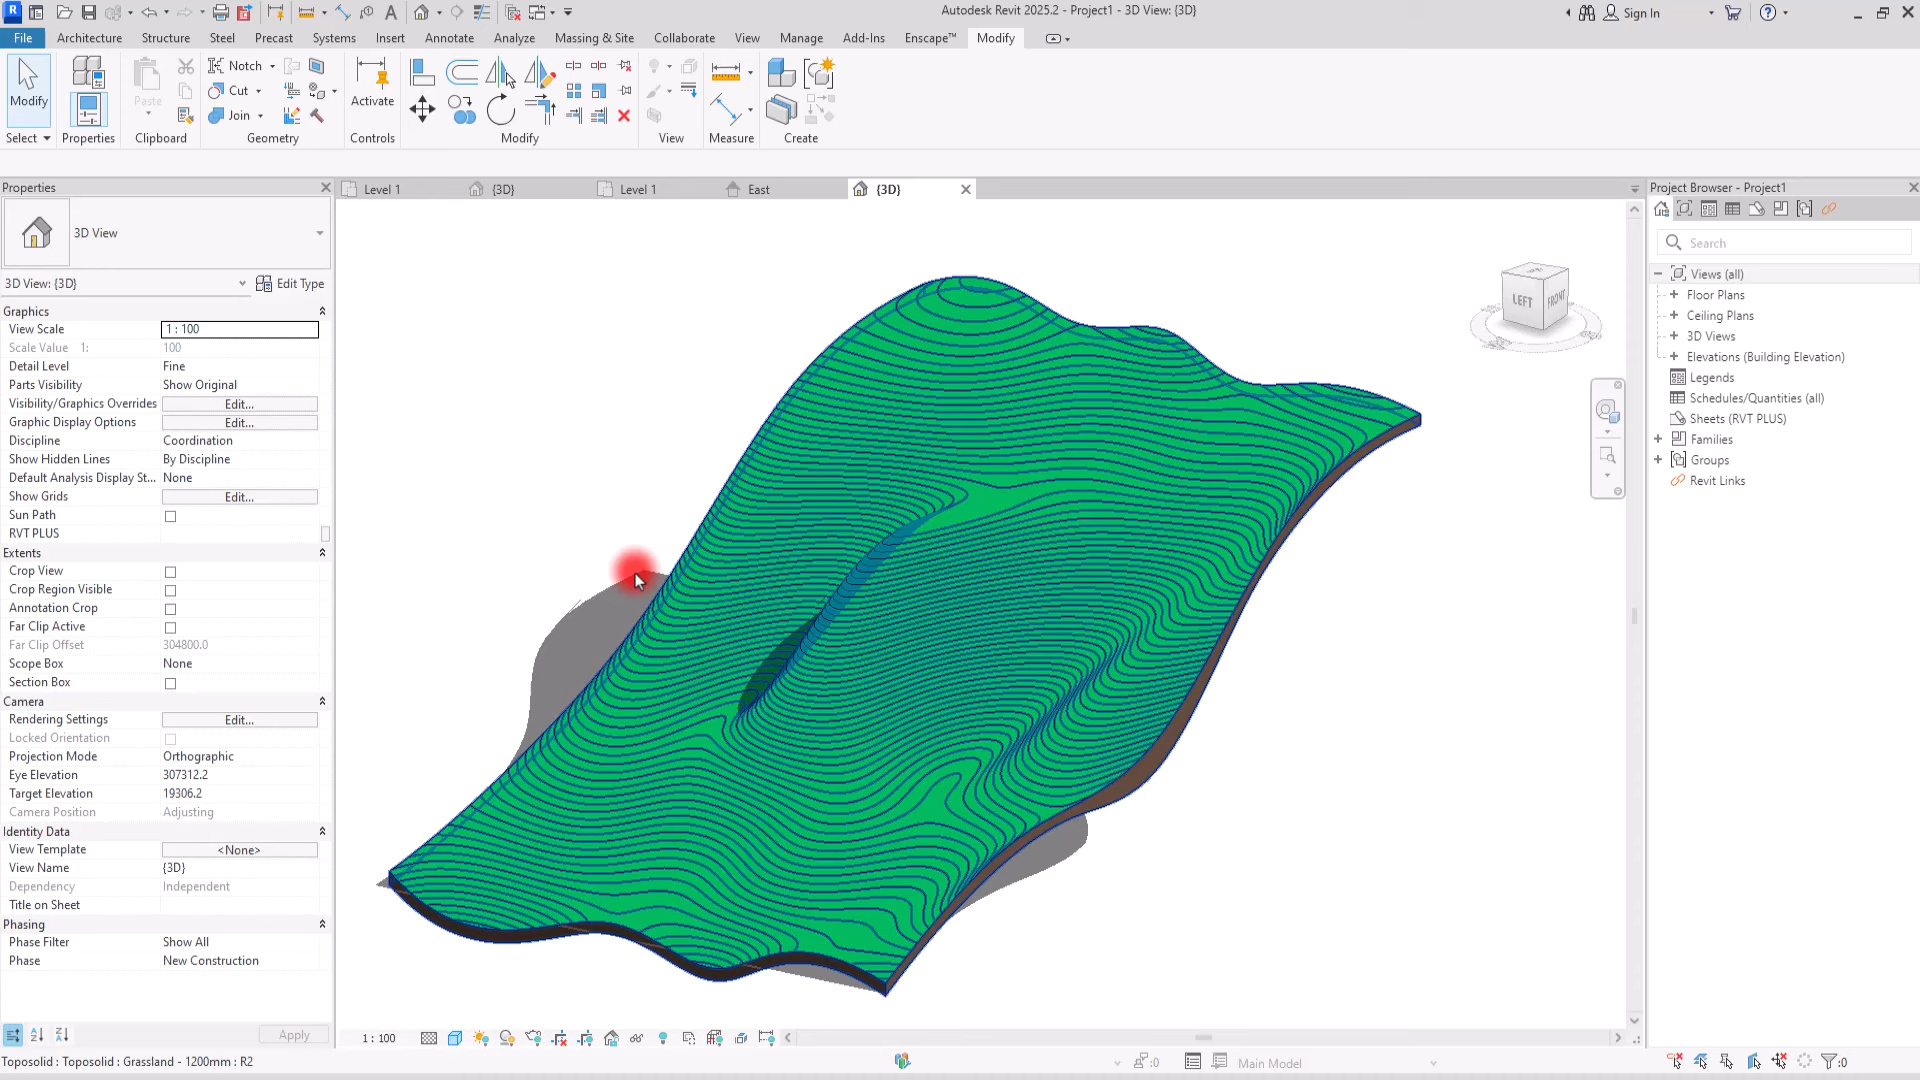 Autodesk Revit 2025.2 - Project1 - 3D View: {3D}
Sign In
File Architecture Structure Steel Precast Systems Insert Annotate Analyze Massing & Site Collaborate View Manage Add-Ins Enscape™ Modify
Modify
Select
Properties
Paste
Clipboard
Notch
Cut
Join
Geometry
Activate
Controls
Modify
View
Measure
Create
Properties
3D View
3D View: {3D}
Edit Type
Graphics
View Scale 1 : 100
Scale Value 1: 100
Detail Level Fine
Parts Visibility Show Original
Visibility/Graphics Overrides Edit...
Graphic Display Options Edit...
Discipline Coordination
Show Hidden Lines By Discipline
Default Analysis Display St... None
Show Grids Edit...
Sun Path
RVT PLUS
Extents
Crop View
Crop Region Visible
Annotation Crop
Far Clip Active
Far Clip Offset 304800.0
Scope Box None
Section Box
Camera
Rendering Settings Edit...
Locked Orientation
Projection Mode Orthographic
Eye Elevation 307312.2
Target Elevation 19306.2
Camera Position Adjusting
Identity Data
View Template <None>
View Name {3D}
Dependency Independent
Title on Sheet
Phasing
Phase Filter Show All
Phase New Construction
Apply
Level 1 {3D} Level 1 East {3D}
LEFT FRONT
Project Browser - Project1
Search
Views (all)
Floor Plans
Ceiling Plans
3D Views
Elevations (Building Elevation)
Legends
Schedules/Quantities (all)
Sheets (RVT PLUS)
Families
Groups
Revit Links
1 : 100
Toposolid : Toposolid : Grassland - 1200mm : R2
:0
Main Model
:0